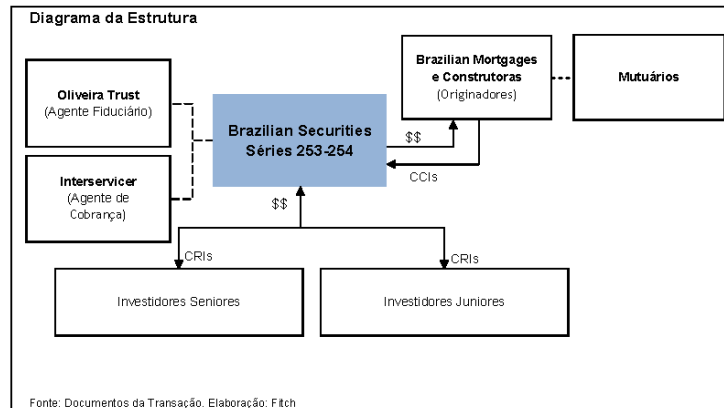 Diagrama da Estrutura
Oliveira Trust
(Agente Fiduciário)
Interservicer
(Agente de
Cobrança)
Brazilian Securities
Séries 253-254
Brazilian Mortgages
e Construtoras
(Originadores)
Mutuários
$$
CCIs
$$
CRIs
CRIs
Investidores Seniores
Investidores Juniores
Fonte: Documentos da Transação. Elaboração: Fitch